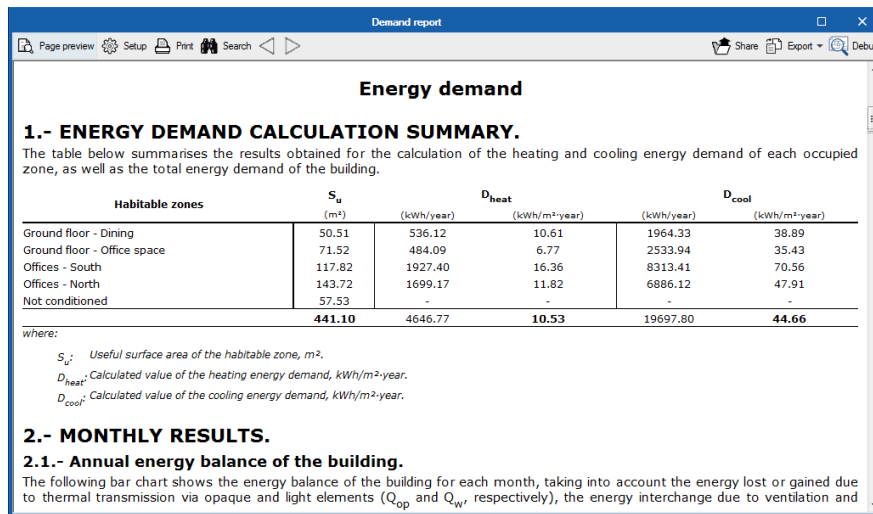 Demand report
Page preview Setup Print Search Share Export Debu
Energy demand
1.- ENERGY DEMAND CALCULATION SUMMARY.
The table below summarises the results obtained for the calculation of the heating and cooling energy demand of each occupied
zone, as well as the total energy demand of the building.
Habitable zones Su Dheat Dcool
(m²) (kWh/year) (kWh/m²·year) (kWh/year) (kWh/m²·year)
Ground floor - Dining 50.51 536.12 10.61 1964.33 38.89
Ground floor - Office space 71.52 484.09 6.77 2533.94 35.43
Offices - South 117.82 1927.40 16.36 8313.41 70.56
Offices - North 143.72 1699.17 11.82 6886.12 47.91
Not conditioned 57.53 - - - -
441.10 4646.77 10.53 19697.80 44.66
where:
Su: Useful surface area of the habitable zone, m².
Dheat: Calculated value of the heating energy demand, kWh/m²·year.
Dcool: Calculated value of the cooling energy demand, kWh/m²·year.
2.- MONTHLY RESULTS.
2.1.- Annual energy balance of the building.
The following bar chart shows the energy balance of the building for each month, taking into account the energy lost or gained due
to thermal transmission via opaque and light elements (Qop and Qw, respectively), the energy interchange due to ventilation and